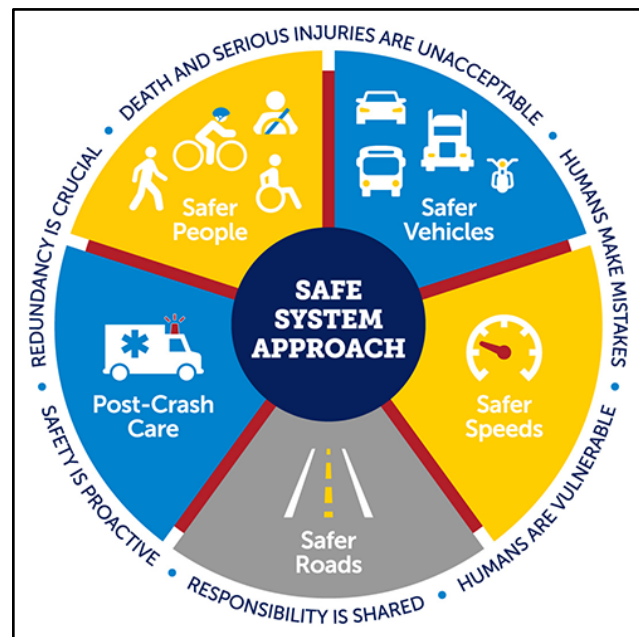 DEATH AND SERIOUS INJURIES ARE UNACCEPTABLE
HUMANS MAKE MISTAKES
HUMANS ARE VULNERABLE
RESPONSIBILITY IS SHARED
SAFETY IS PROACTIVE
REDUNDANCY IS CRUCIAL
Safer
People
Safer
Vehicles
SAFE
SYSTEM
APPROACH
Post-Crash
Care
Safer
Speeds
Safer
Roads